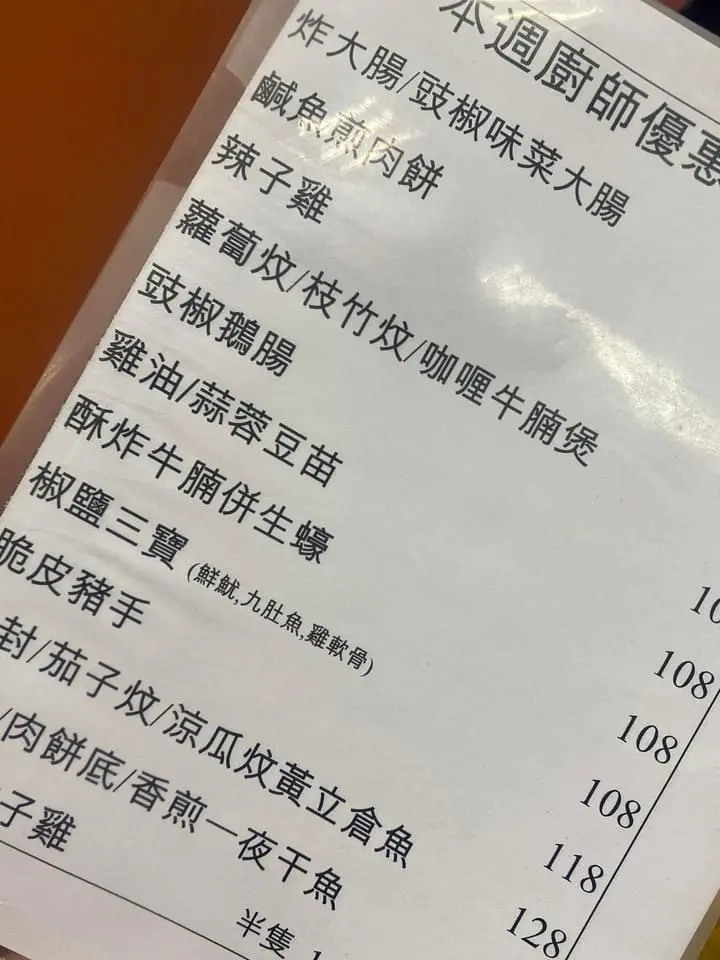 本週廚師優惠
炸大腸/豉椒味菜大腸
鹹魚煎肉餅
辣子雞
蘿蔔炆/枝竹炆/咖喱牛腩煲
豉椒鵝腸 10
雞油/蒜蓉豆苗 108
酥炸牛腩併生蠔 108
椒鹽三寶 (鮮魷,九肚魚,雞軟骨) 108
脆皮豬手 118
封/茄子炆/涼瓜炆黃立倉魚 128
/肉餅底/香煎一夜干魚
子雞 半隻 1